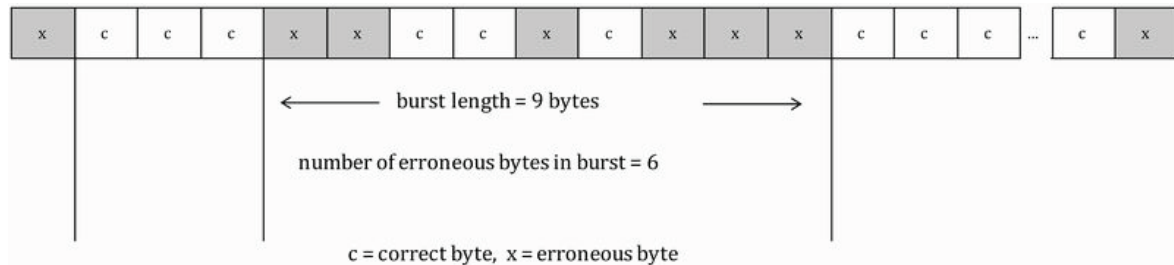 x c c c x x c c x c x x x c c c ... c x
burst length = 9 bytes
number of erroneous bytes in burst = 6
c = correct byte, x = erroneous byte